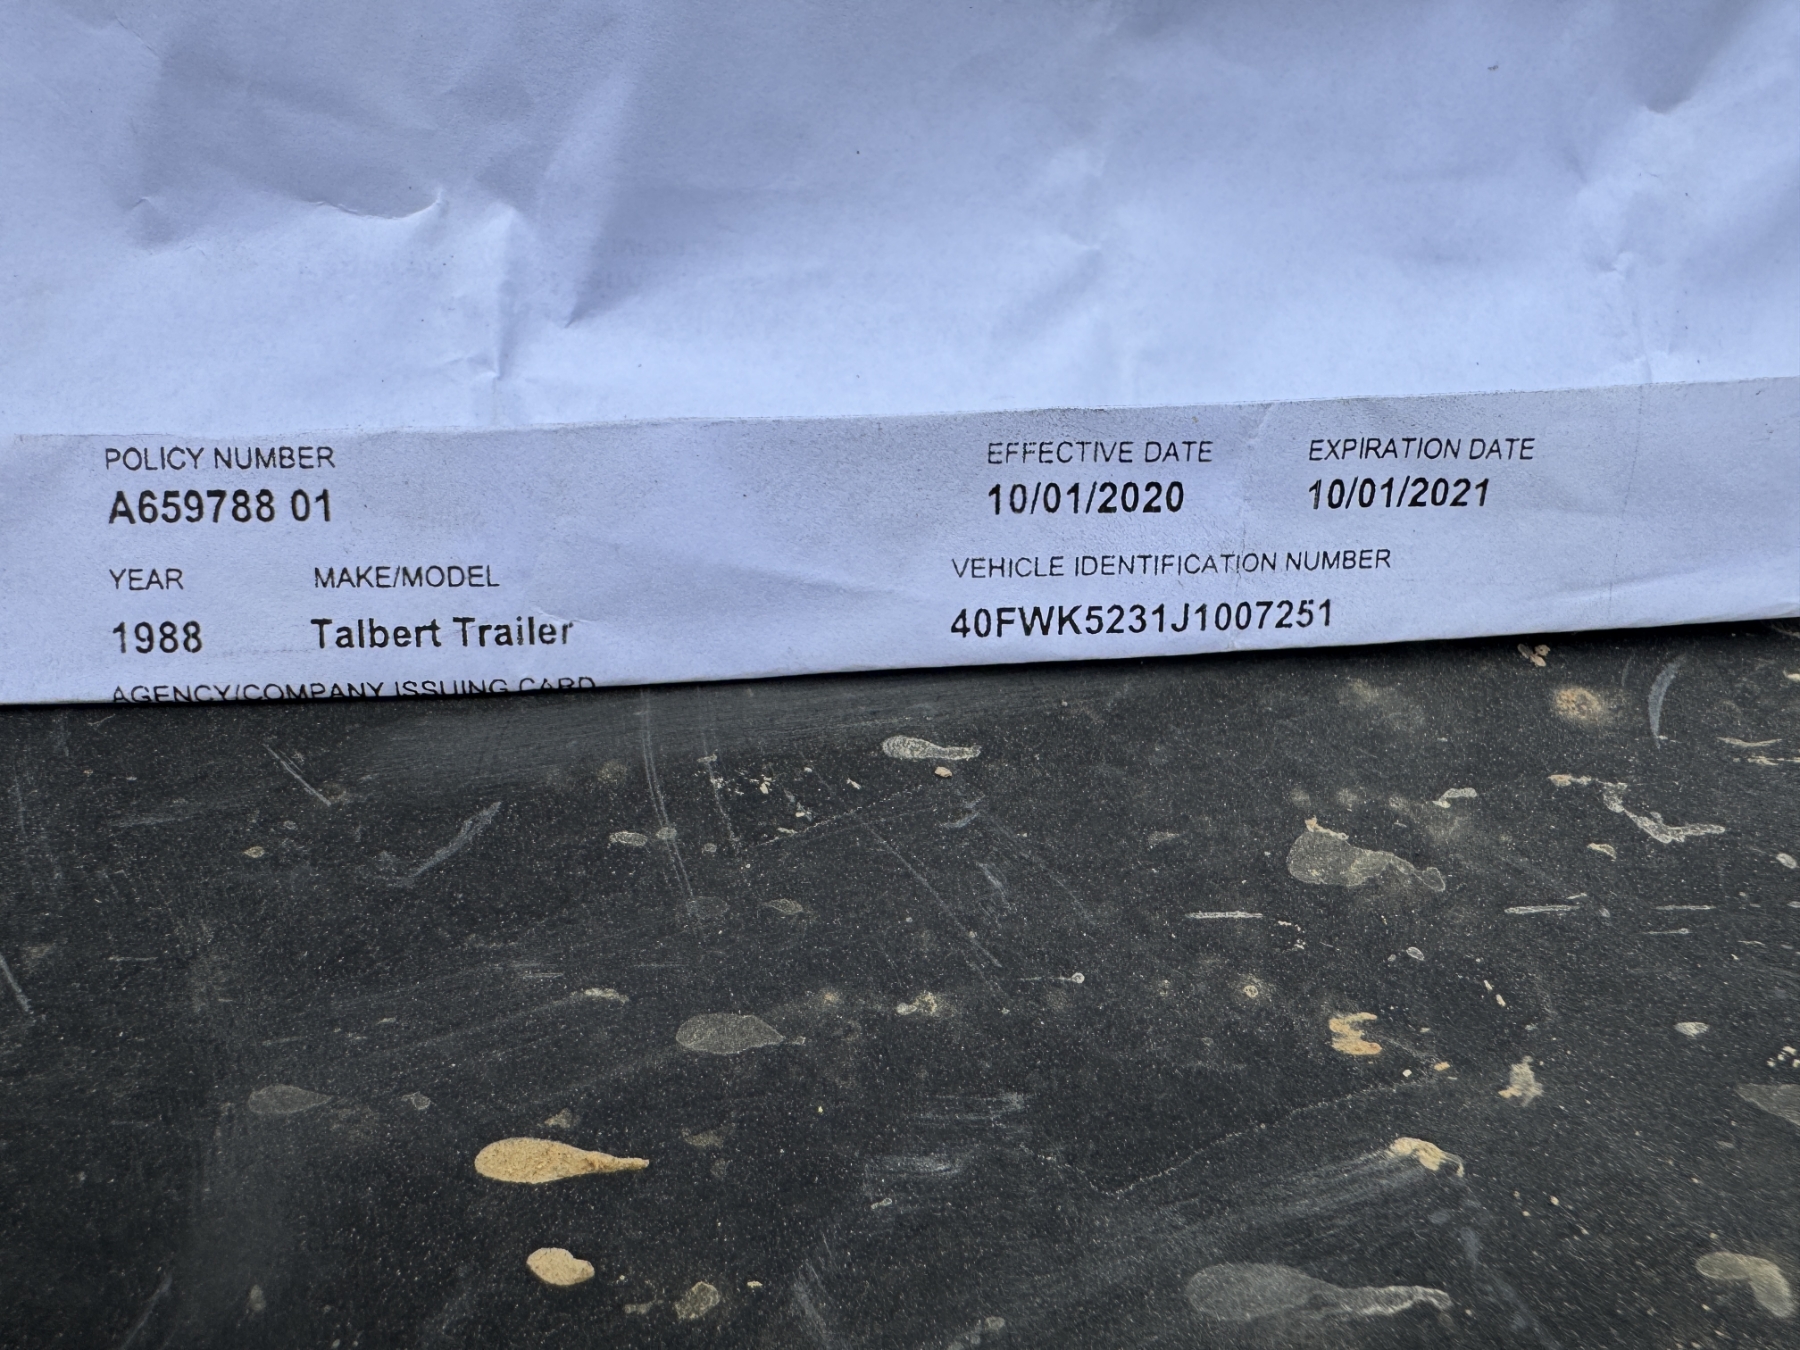 POLICY NUMBER EFFECTIVE DATE EXPIRATION DATE
A659788 01 10/01/2020 10/01/2021
YEAR MAKE/MODEL VEHICLE IDENTIFICATION NUMBER
1988 Talbert Trailer 40FWK5231J1007251
AGENCY/COMPANY ISSUING CARD